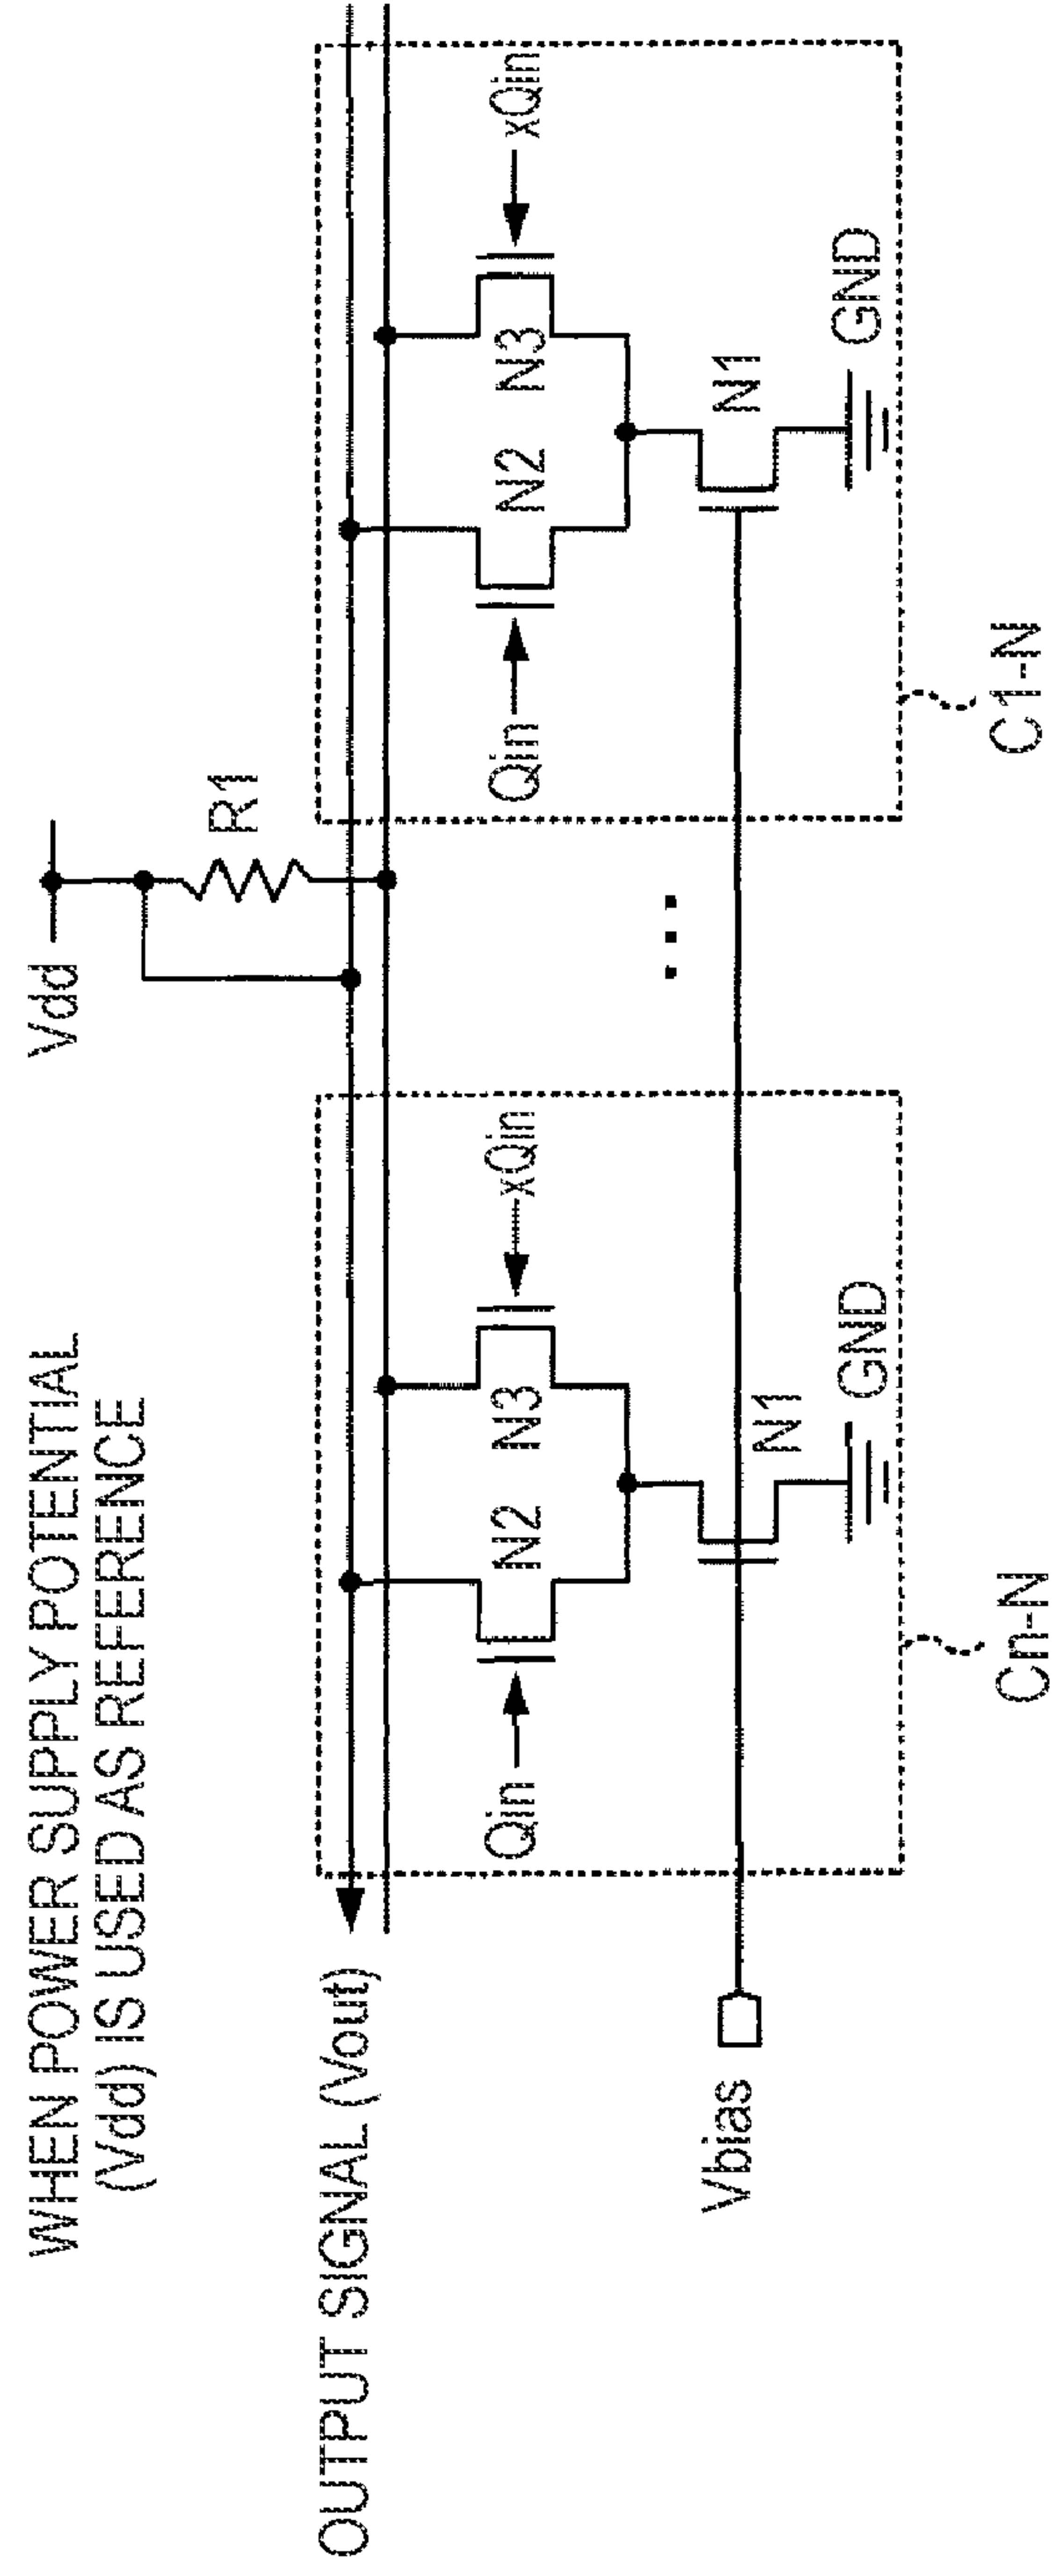 WHEN POWER SUPPLY POTENTIAL
(Vdd) IS USED AS REFERENCE
Vdd
R1
OUTPUT SIGNAL (Vout)
Qin
N2
N3
xQin
Qin
N2
N3
xQin
...
Vbias
N1
GND
N1
GND
Cn-N
C1-N